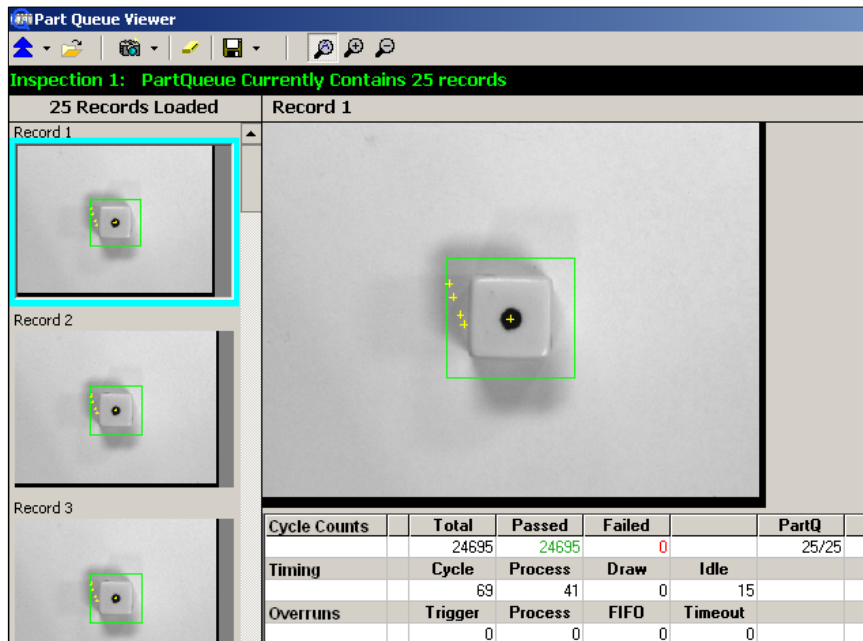 Part Queue Viewer
Inspection 1: PartQueue Currently Contains 25 records
25 Records Loaded
Record 1
Record 1
Record 2
Record 3
Cycle Counts Total Passed Failed PartQ
24695 24695 0 25/25
Timing Cycle Process Draw Idle
69 41 0 15
Overruns Trigger Process FIFO Timeout
0 0 0 0